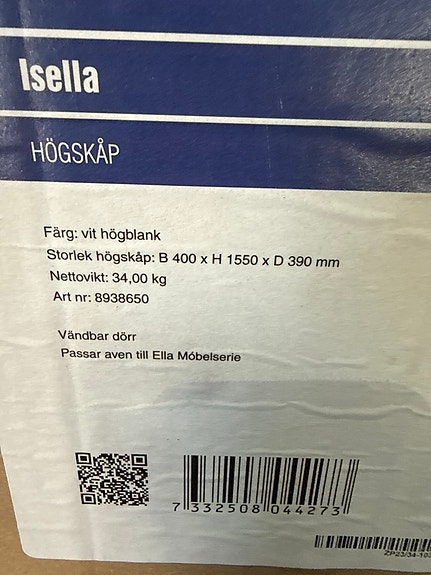 Isella
HÖGSKÅP
Färg: vit högblank
Storlek högskåp: B 400 x H 1550 x D 390 mm
Nettovikt: 34,00 kg
Art nr: 8938650
Vändbar dörr
Passar aven till Ella Móbelserie
7 332508 044273